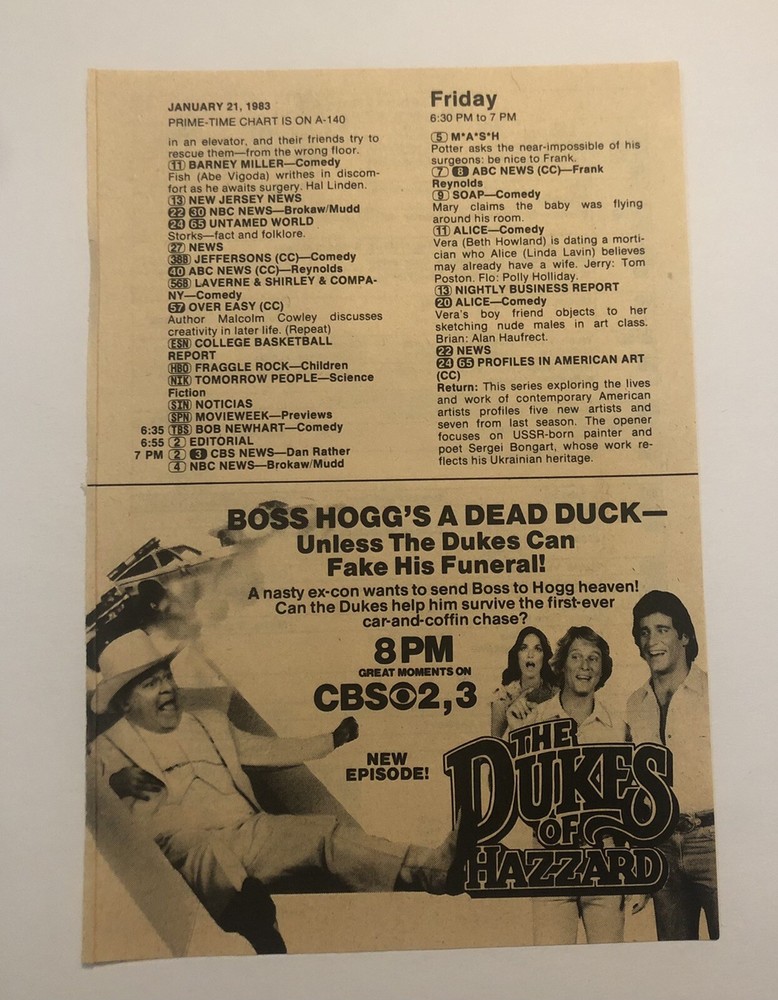 JANUARY 21, 1983
PRIME-TIME CHART IS ON A-140
in an elevator, and their friends try to
rescue them—from the wrong floor.
(11) BARNEY MILLER—Comedy
Fish (Abe Vigoda) writhes in discom-
fort as he awaits surgery. Hal Linden.
(13) NEW JERSEY NEWS
(22) (30) NBC NEWS—Brokaw/Mudd
(24) (65) UNTAMED WORLD
Storks—fact and folklore.
(27) NEWS
(38B) JEFFERSONS (CC)—Comedy
(40) ABC NEWS (CC)—Reynolds
(56B) LAVERNE & SHIRLEY & COMPA-
NY—Comedy
(57) OVER EASY (CC)
Author Malcolm Cowley discusses
creativity in later life. (Repeat)
(ESN) COLLEGE BASKETBALL
REPORT
(HBO) FRAGGLE ROCK—Children
(NIK) TOMORROW PEOPLE—Science
Fiction
(SIN) NOTICIAS
(SPN) MOVIEWEEK—Previews
6:35 (TBS) BOB NEWHART—Comedy
6:55 (2) EDITORIAL
7 PM (2) (3) CBS NEWS—Dan Rather
(4) NBC NEWS—Brokaw/Mudd
Friday
6:30 PM to 7 PM
(5) M*A*S*H
Potter asks the near-impossible of his
surgeons: be nice to Frank.
(7) (8) ABC NEWS (CC)—Frank
Reynolds
(9) SOAP—Comedy
Mary claims the baby was flying
around his room.
(11) ALICE—Comedy
Vera (Beth Howland) is dating a morti-
cian who Alice (Linda Lavin) believes
may already have a wife. Jerry: Tom
Poston. Flo: Polly Holliday.
(13) NIGHTLY BUSINESS REPORT
(20) ALICE—Comedy
Vera's boy friend objects to her
sketching nude males in art class.
Brian: Alan Haufrect.
(22) NEWS
(24) (65) PROFILES IN AMERICAN ART
(CC)
Return: This series exploring the lives
and work of contemporary American
artists profiles five new artists and
seven from last season. The opener
focuses on USSR-born painter and
poet Sergei Bongart, whose work re-
flects his Ukrainian heritage.
BOSS HOGG'S A DEAD DUCK—
Unless The Dukes Can
Fake His Funeral!
A nasty ex-con wants to send Boss to Hogg heaven!
Can the Dukes help him survive the first-ever
car-and-coffin chase?
8 PM
GREAT MOMENTS ON
CBS 2, 3
NEW
EPISODE!
THE
DUKES
OF
HAZZARD